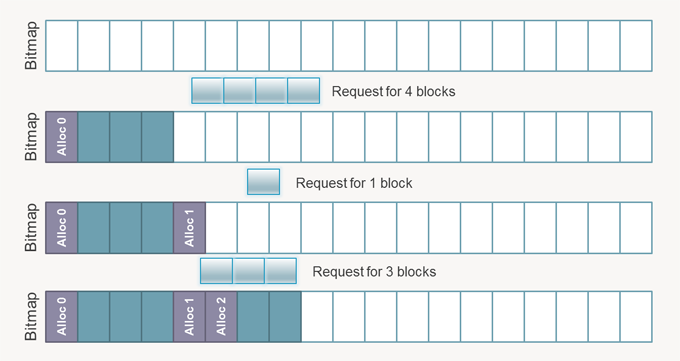 Bitmap
Request for 4 blocks
Bitmap
Alloc 0
Request for 1 block
Bitmap
Alloc 0
Alloc 1
Request for 3 blocks
Bitmap
Alloc 0
Alloc 1
Alloc 2